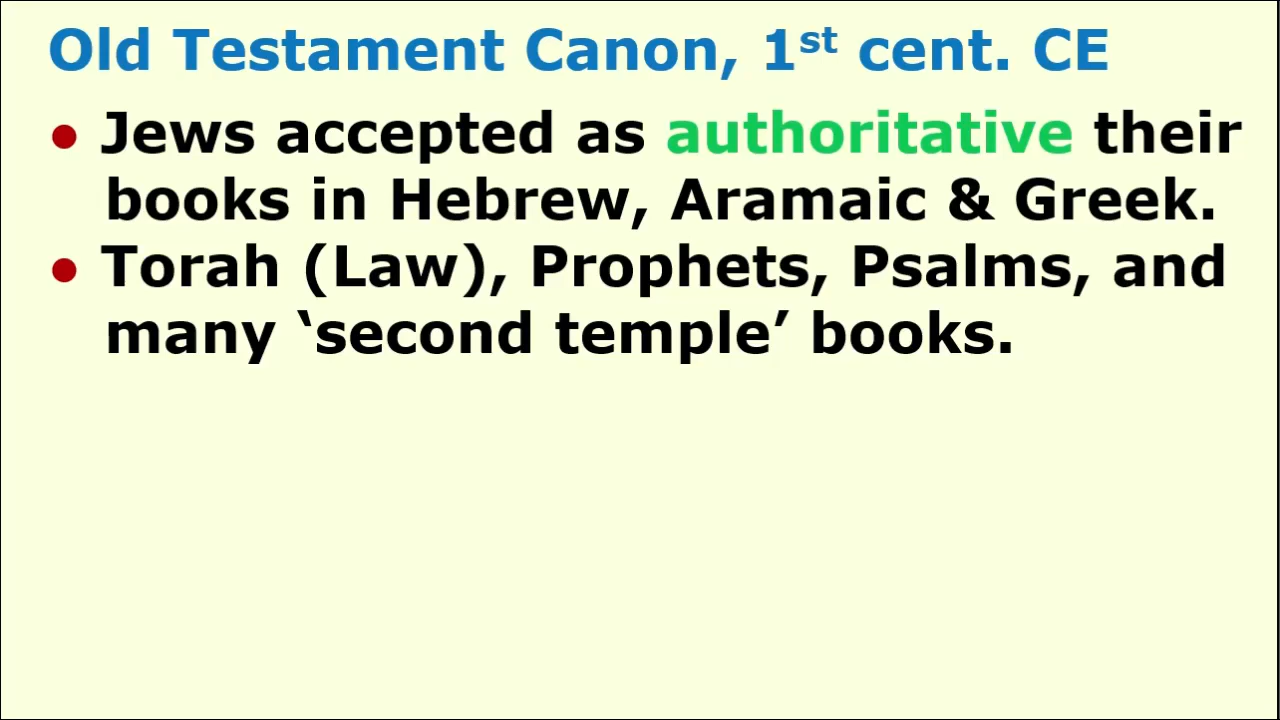 Old Testament Canon, 1st cent. CE
• Jews accepted as authoritative their
books in Hebrew, Aramaic & Greek.
• Torah (Law), Prophets, Psalms, and
many ‘second temple’ books.